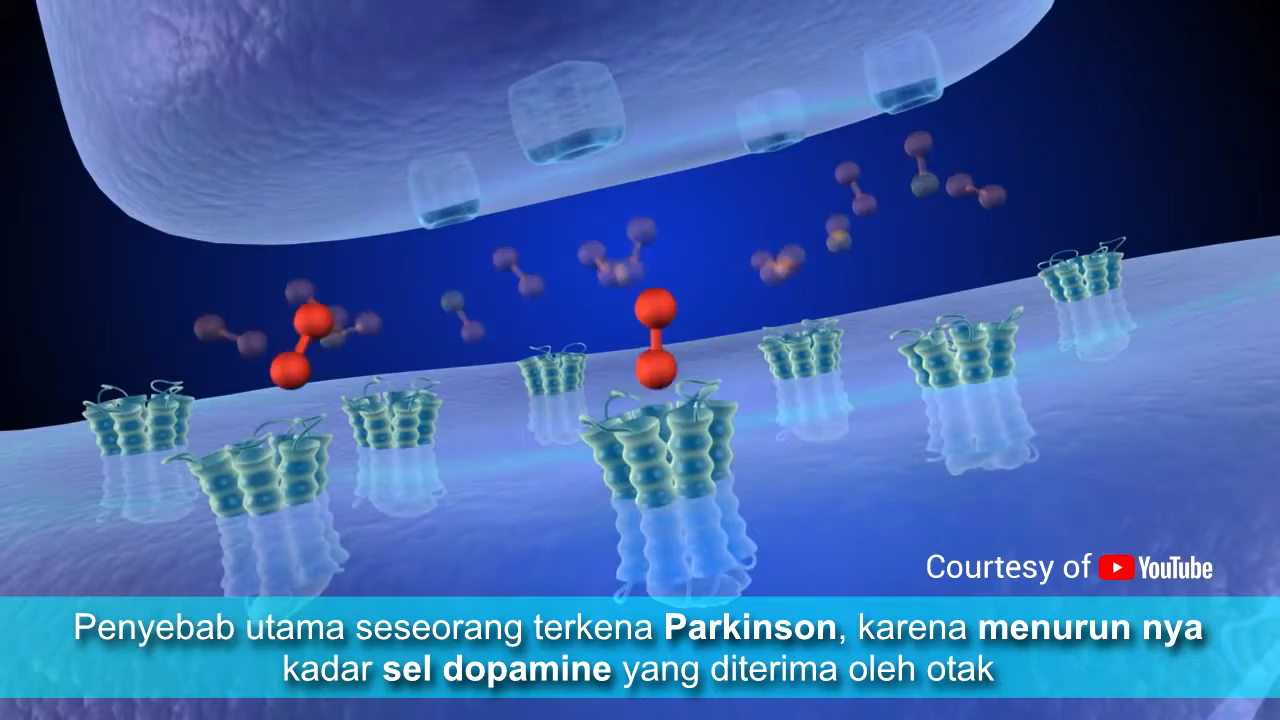 Courtesy of YouTube
Penyebab utama seseorang terkena Parkinson, karena menurun nya
kadar sel dopamine yang diterima oleh otak